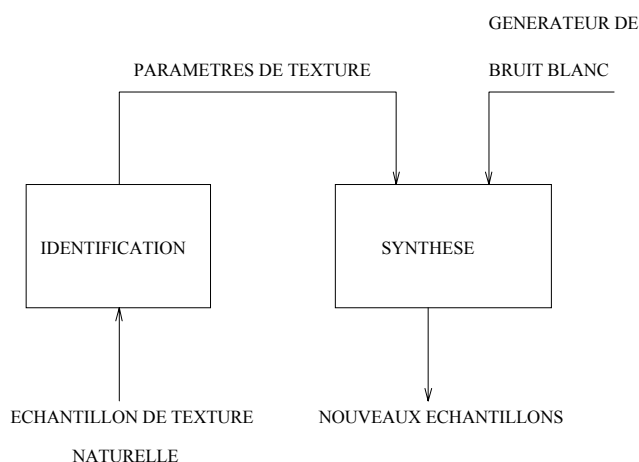 GENERATEUR DE
BRUIT BLANC
PARAMETRES DE TEXTURE
IDENTIFICATION
SYNTHESE
ECHANTILLON DE TEXTURE
NATURELLE
NOUVEAUX ECHANTILLONS